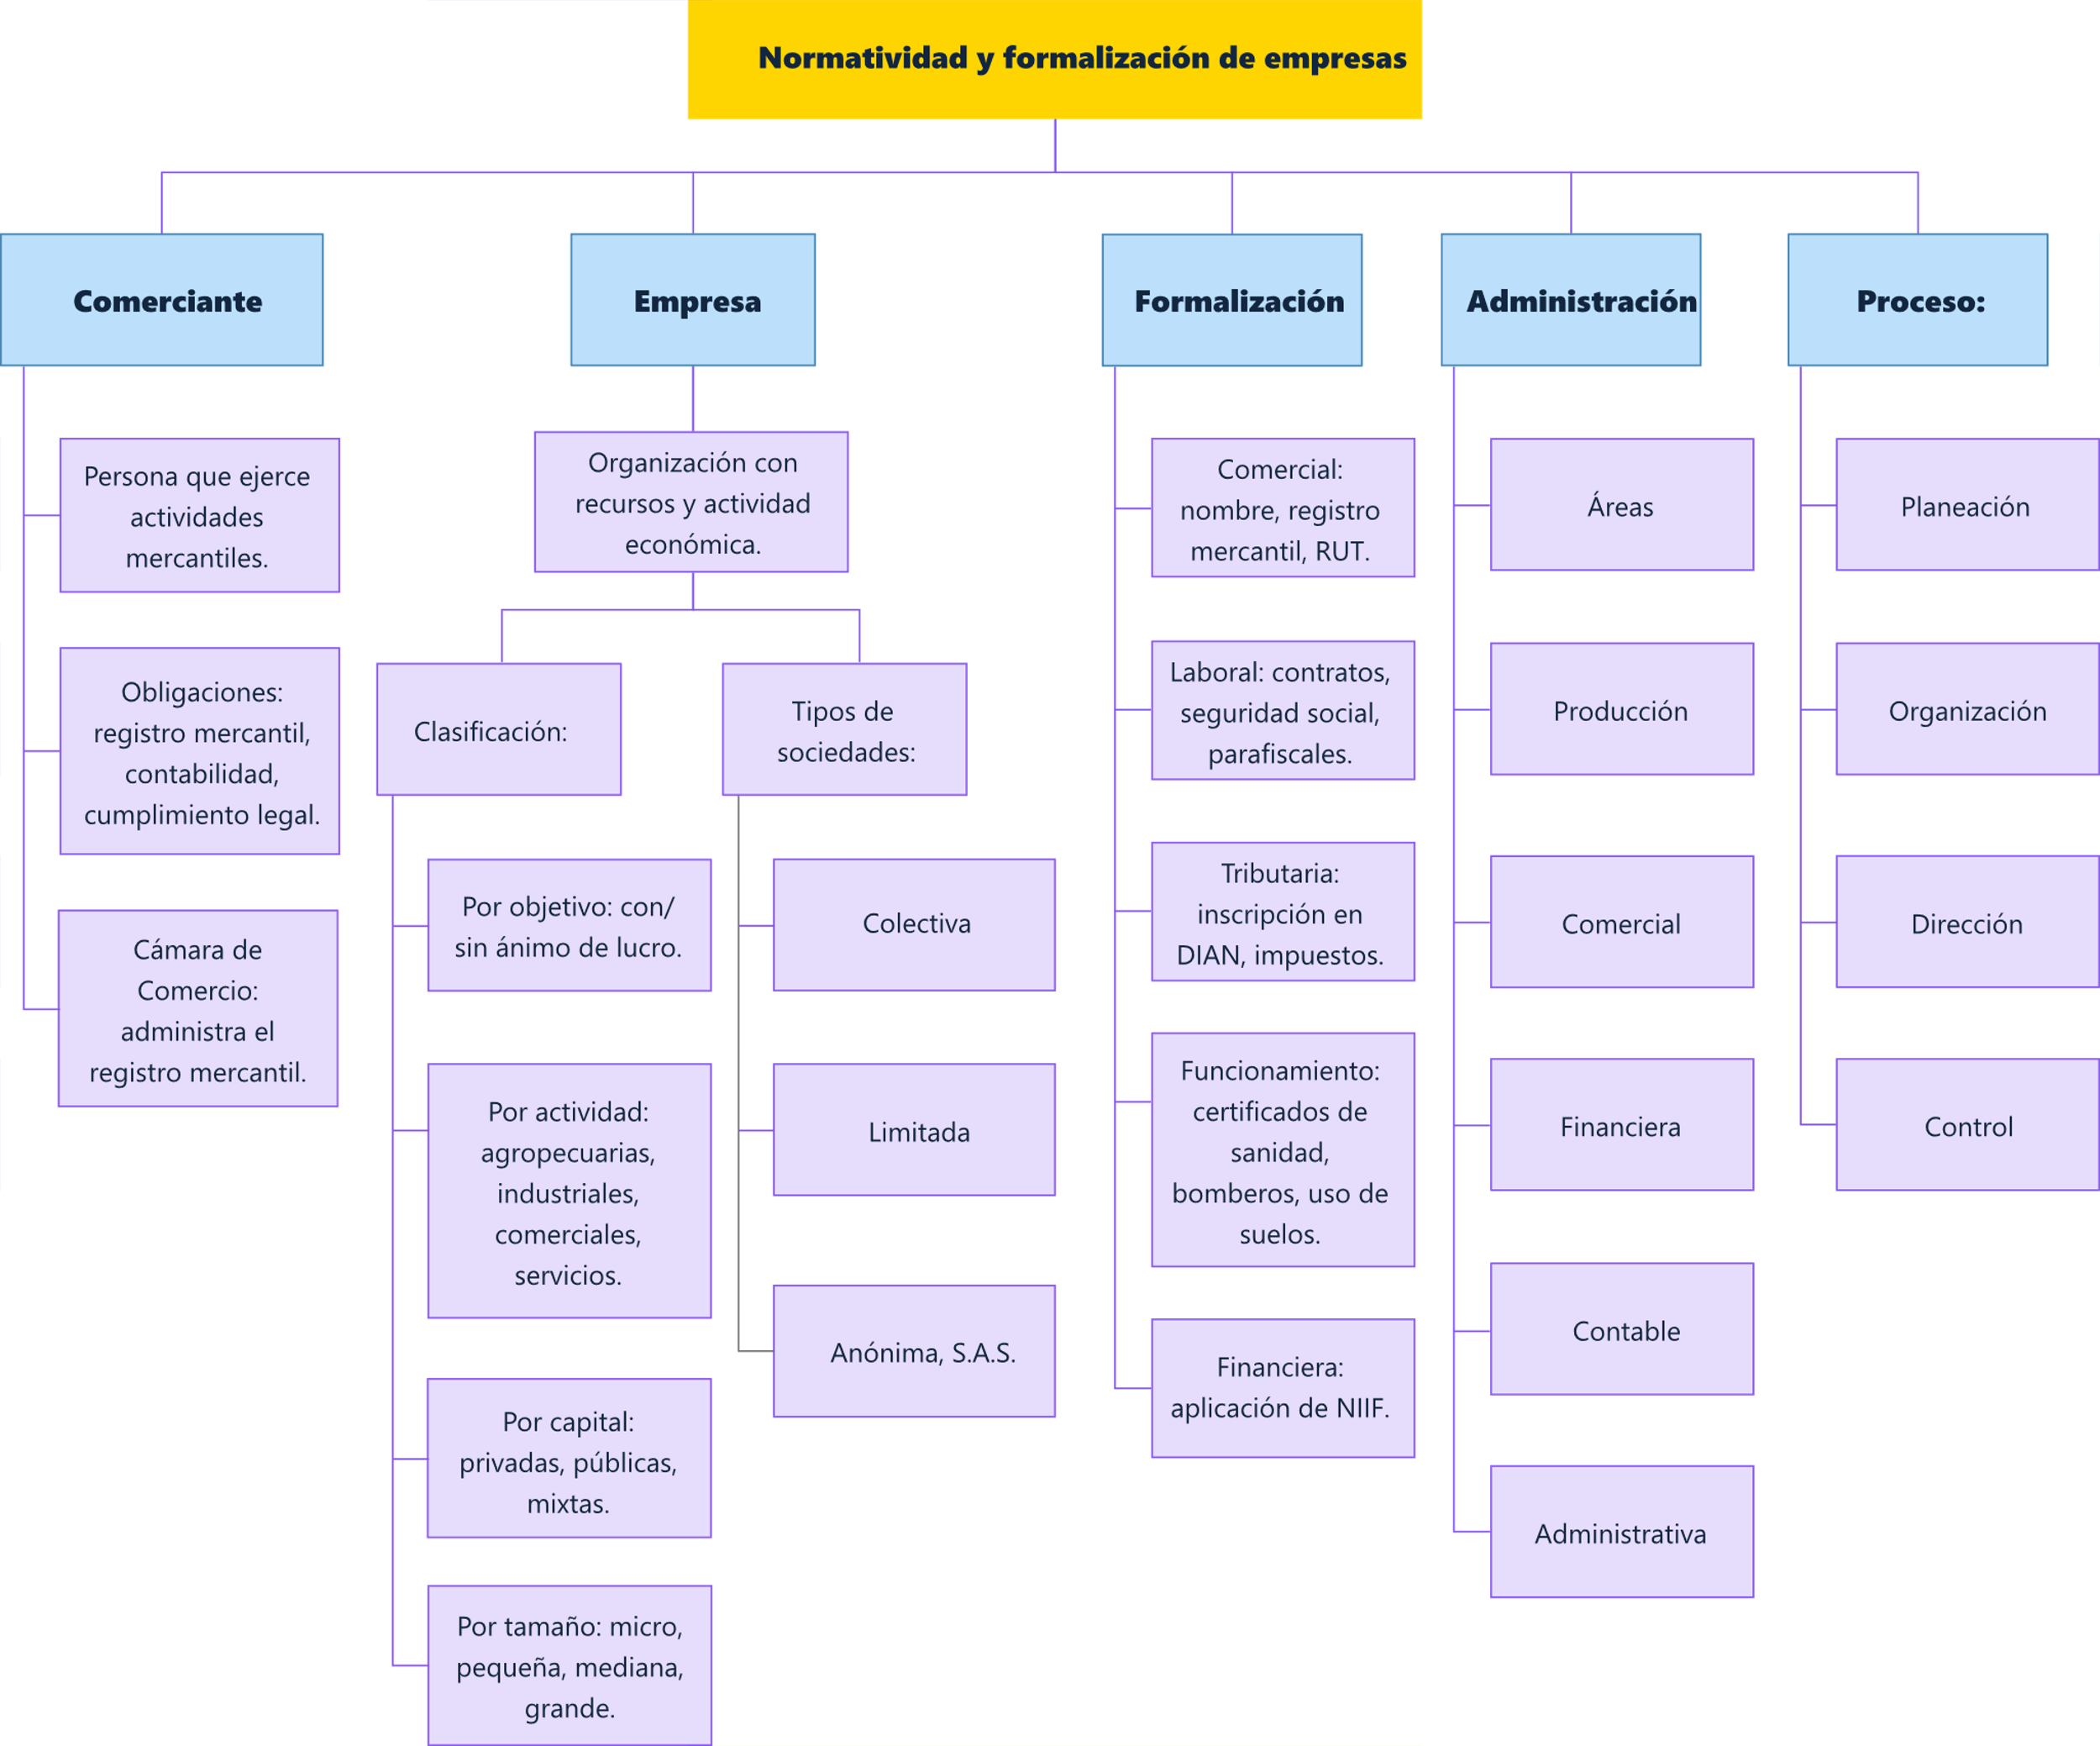 Normatividad y formalización de empresas
Comerciante
Persona que ejerce
actividades
mercantiles.
Obligaciones:
registro mercantil,
contabilidad,
cumplimiento legal.
Cámara de
Comercio:
administra el
registro mercantil.
Empresa
Organización con
recursos y actividad
económica.
Clasificación:
Por objetivo: con/
sin ánimo de lucro.
Por actividad:
agropecuarias,
industriales,
comerciales,
servicios.
Por capital:
privadas, públicas,
mixtas.
Por tamaño: micro,
pequeña, mediana,
grande.
Tipos de
sociedades:
Colectiva
Limitada
Anónima, S.A.S.
Formalización
Comercial:
nombre, registro
mercantil, RUT.
Laboral: contratos,
seguridad social,
parafiscales.
Tributaria:
inscripción en
DIAN, impuestos.
Funcionamiento:
certificados de
sanidad,
bomberos, uso de
suelos.
Financiera:
aplicación de NIIF.
Administración
Áreas
Producción
Comercial
Financiera
Contable
Administrativa
Proceso:
Planeación
Organización
Dirección
Control